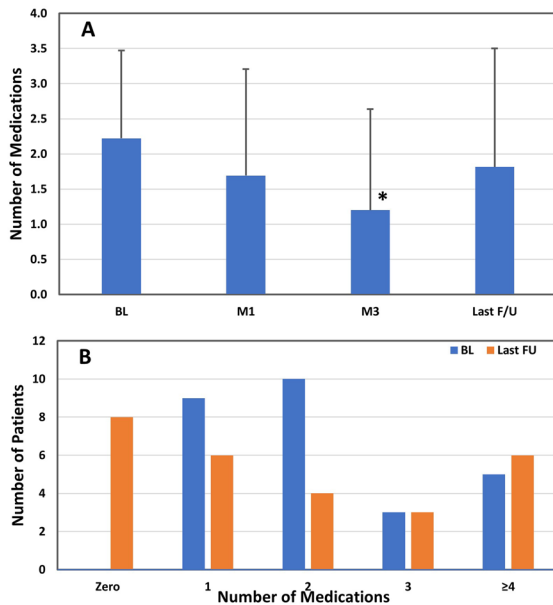 A
Number of Medications
4.0
3.5
3.0
2.5
2.0
1.5
1.0
0.5
0.0
*
BL M1 M3 Last F/U
B
BL Last FU
Number of Patients
12
10
8
6
4
2
0
Zero 1 2 3 ≥4
Number of Medications